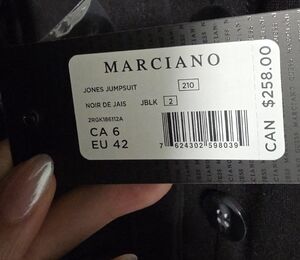 MARCIANO
JONES JUMPSUIT 210
NOIR DE JAIS JBLK 2
2RGK186112A
CA 6
EU 42
7 624302 598039
CAN $258.00